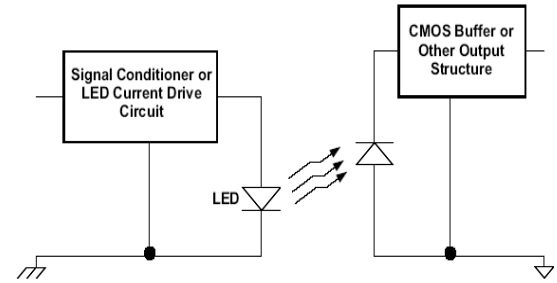 Signal Conditioner or
LED Current Drive
Circuit
CMOS Buffer or
Other Output
Structure
LED